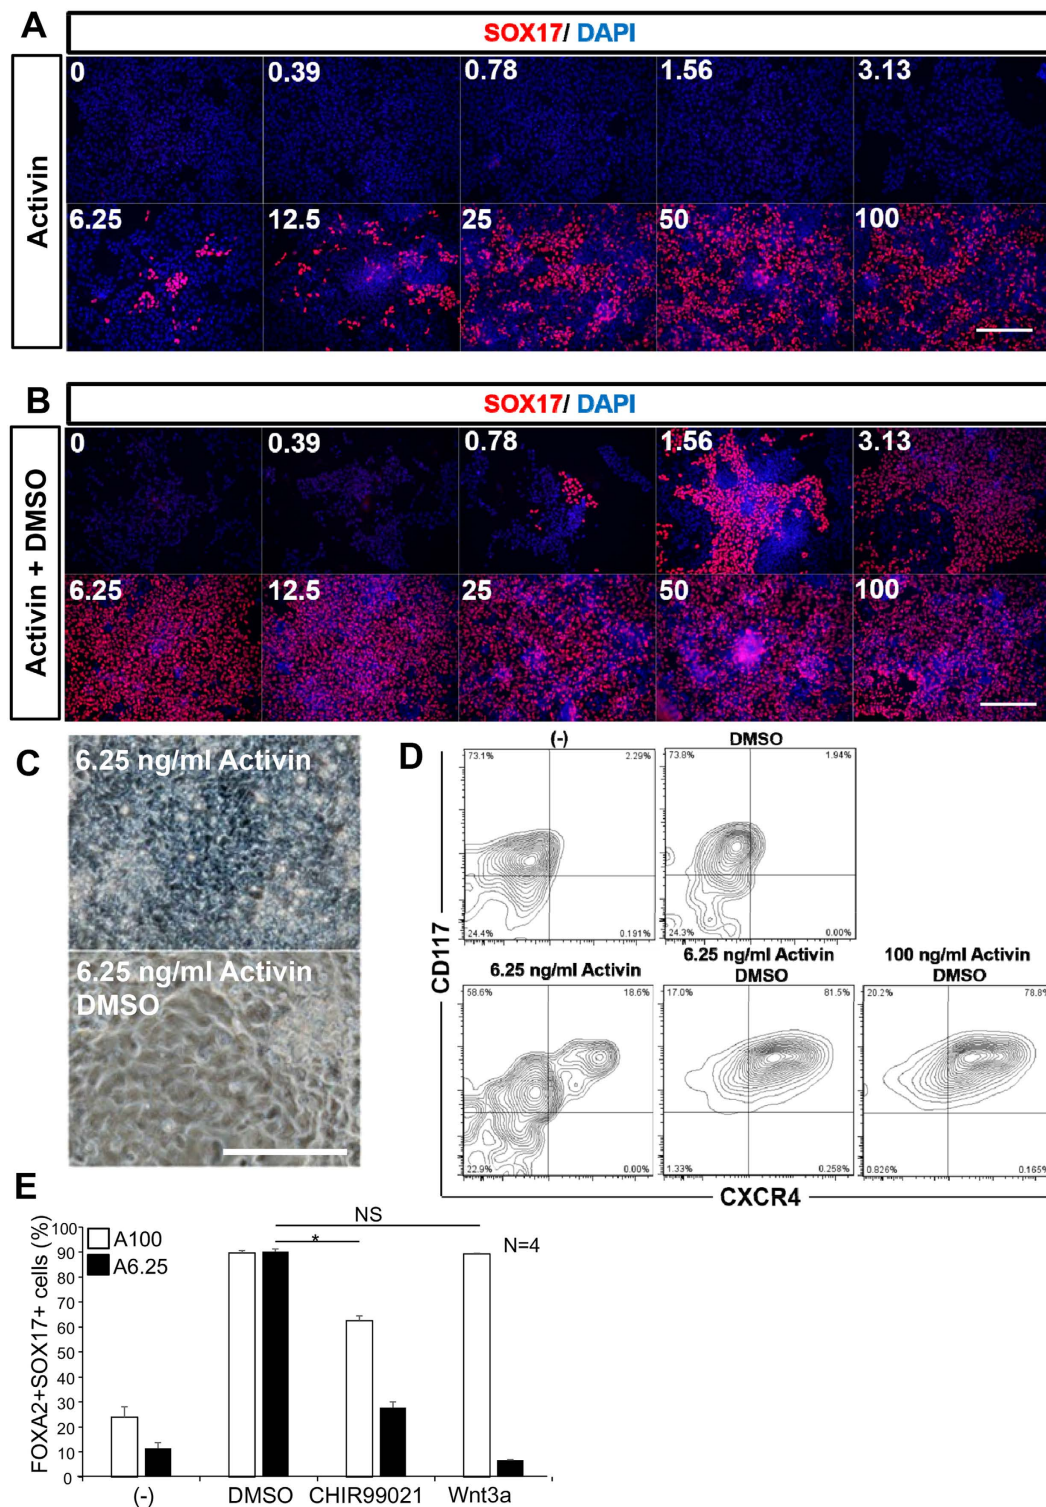 A
SOX17/ DAPI
Activin
0 0.39 0.78 1.56 3.13
6.25 12.5 25 50 100
B
SOX17/ DAPI
Activin + DMSO
0 0.39 0.78 1.56 3.13
6.25 12.5 25 50 100
C
6.25 ng/ml Activin
6.25 ng/ml Activin
DMSO
D
(-) DMSO
73.1% 2.29% 73.8% 1.94%
24.4% 0.191% 24.3% 0.00%
6.25 ng/ml Activin
6.25 ng/ml Activin
DMSO
100 ng/ml Activin
DMSO
58.6% 18.6% 17.0% 81.5% 20.2% 78.8%
22.9% 0.00% 1.33% 0.258% 0.826% 0.165%
CD117
CXCR4
E
FOXA2+SOX17+ cells (%)
100
90
80
70
60
50
40
30
20
10
0
A100
A6.25
NS
*
N=4
(-) DMSO CHIR99021 Wnt3a